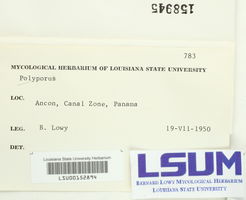 158945
783
MYCOLOGICAL HERBARIUM OF LOUISIANA STATE UNIVERSITY
Polyporus
LOC. Ancon, Canal Zone, Panama
LEG. B. Lowy 19-VII-1950
DET.
Louisiana State University Herbarium
LSU00152894
LSUM
BERNARD LOWY MYCOLOGICAL HERBARIUM
LOUISIANA STATE UNIVERSITY